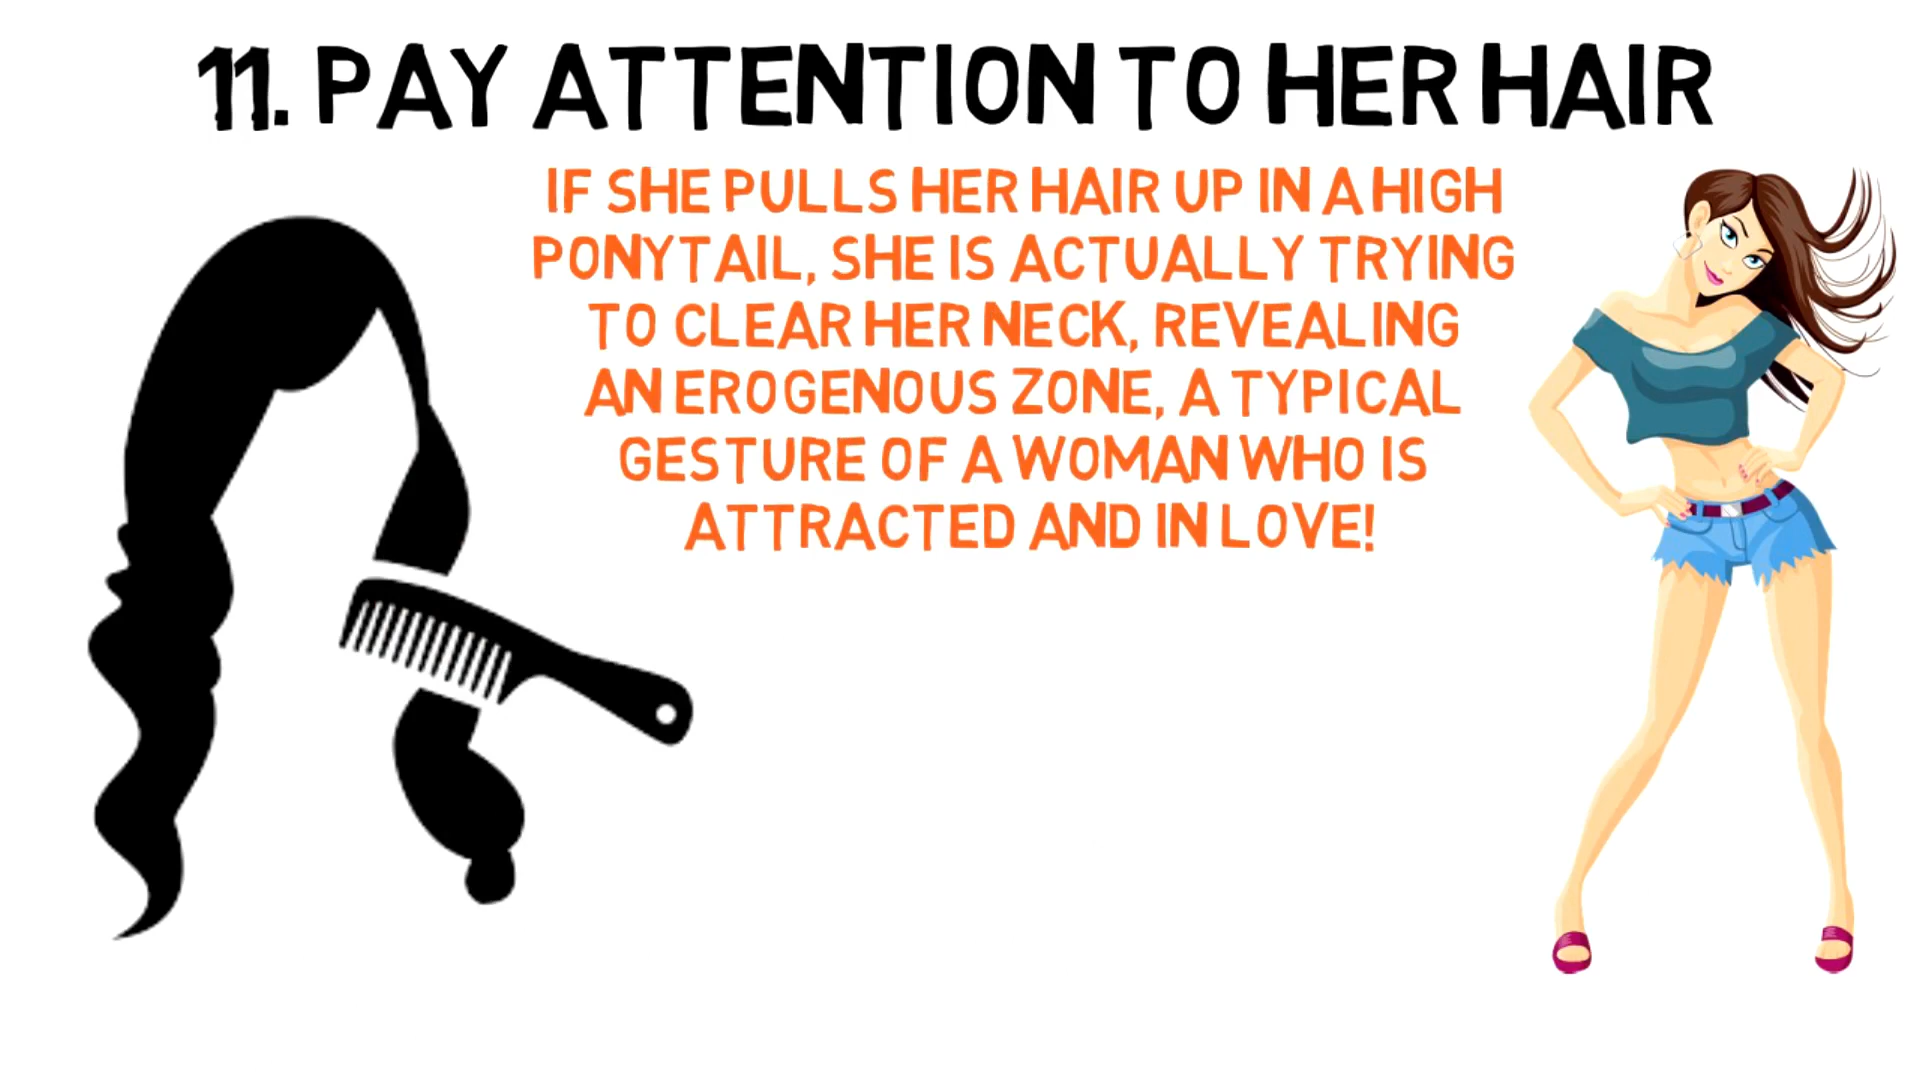 11. PAY ATTENTION TO HER HAIR
IF SHE PULLS HER HAIR UP IN A HIGH
PONYTAIL, SHE IS ACTUALLY TRYING
TO CLEAR HER NECK, REVEALING
AN EROGENOUS ZONE, A TYPICAL
GESTURE OF A WOMAN WHO IS
ATTRACTED AND IN LOVE!